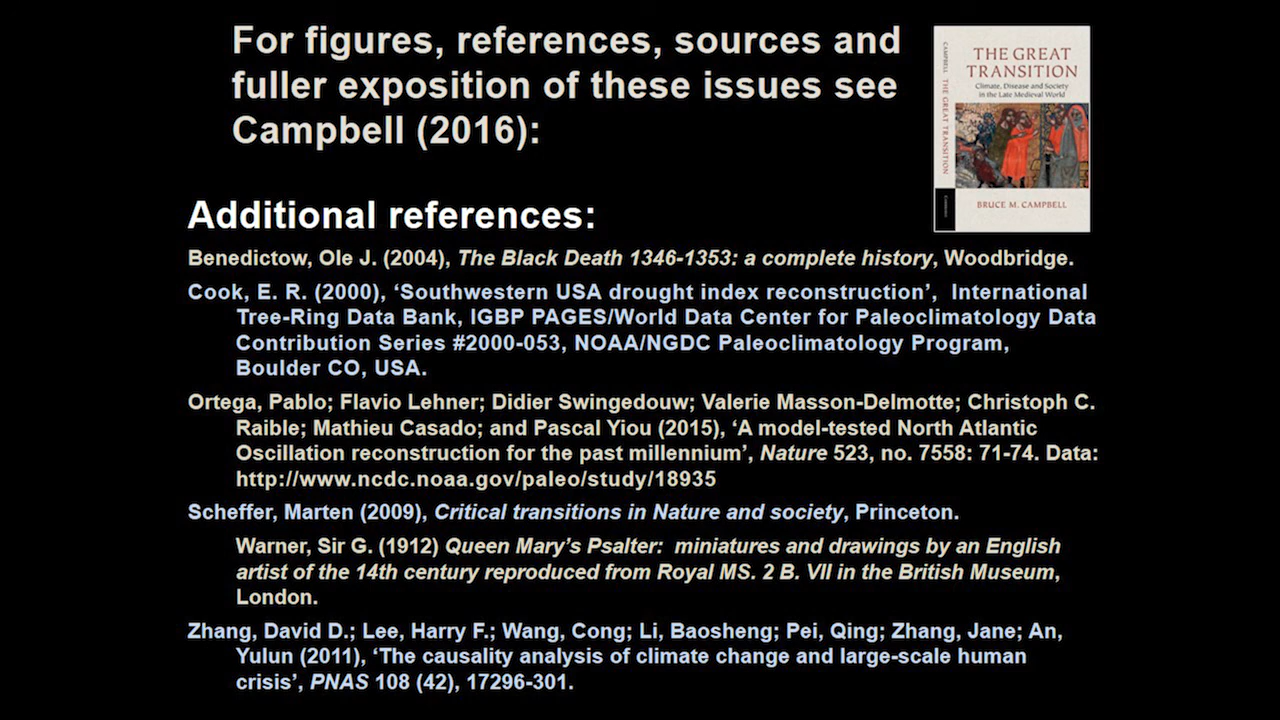 For figures, references, sources and
fuller exposition of these issues see
Campbell (2016):
CAMPBELL THE GREAT TRANSITION
THE GREAT
TRANSITION
Climate, Disease and Society
in the Late Medieval World
BRUCE M. CAMPBELL
Additional references:
Benedictow, Ole J. (2004), The Black Death 1346-1353: a complete history, Woodbridge.
Cook, E. R. (2000), ‘Southwestern USA drought index reconstruction’, International
Tree-Ring Data Bank, IGBP PAGES/World Data Center for Paleoclimatology Data
Contribution Series #2000-053, NOAA/NGDC Paleoclimatology Program,
Boulder CO, USA.
Ortega, Pablo; Flavio Lehner; Didier Swingedouw; Valerie Masson-Delmotte; Christoph C.
Raible; Mathieu Casado; and Pascal Yiou (2015), ‘A model-tested North Atlantic
Oscillation reconstruction for the past millennium’, Nature 523, no. 7558: 71-74. Data:
http://www.ncdc.noaa.gov/paleo/study/18935
Scheffer, Marten (2009), Critical transitions in Nature and society, Princeton.
Warner, Sir G. (1912) Queen Mary’s Psalter: miniatures and drawings by an English
artist of the 14th century reproduced from Royal MS. 2 B. VII in the British Museum,
London.
Zhang, David D.; Lee, Harry F.; Wang, Cong; Li, Baosheng; Pei, Qing; Zhang, Jane; An,
Yulun (2011), ‘The causality analysis of climate change and large-scale human
crisis’, PNAS 108 (42), 17296-301.